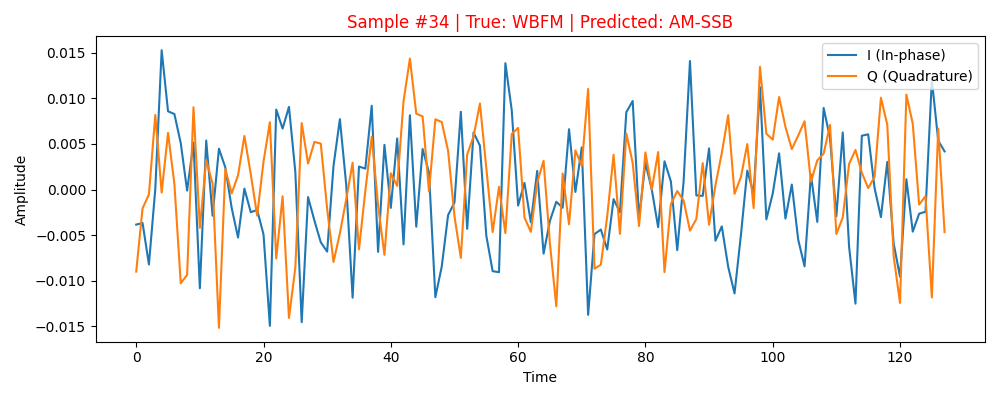 Sample #34 | True: WBFM | Predicted: AM-SSB
I (In-phase)
Q (Quadrature)
Amplitude
0.015
0.010
0.005
0.000
−0.005
−0.010
−0.015
0 20 40 60 80 100 120
Time